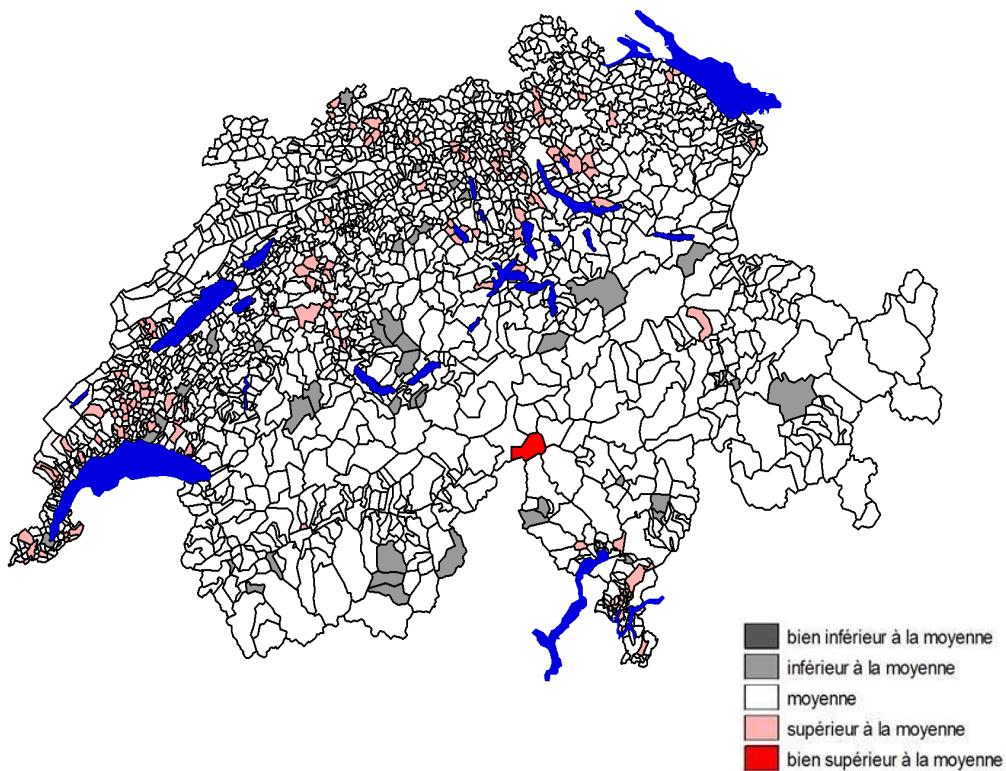 bien inférieur à la moyenne
inférieur à la moyenne
moyenne
supérieur à la moyenne
bien supérieur à la moyenne